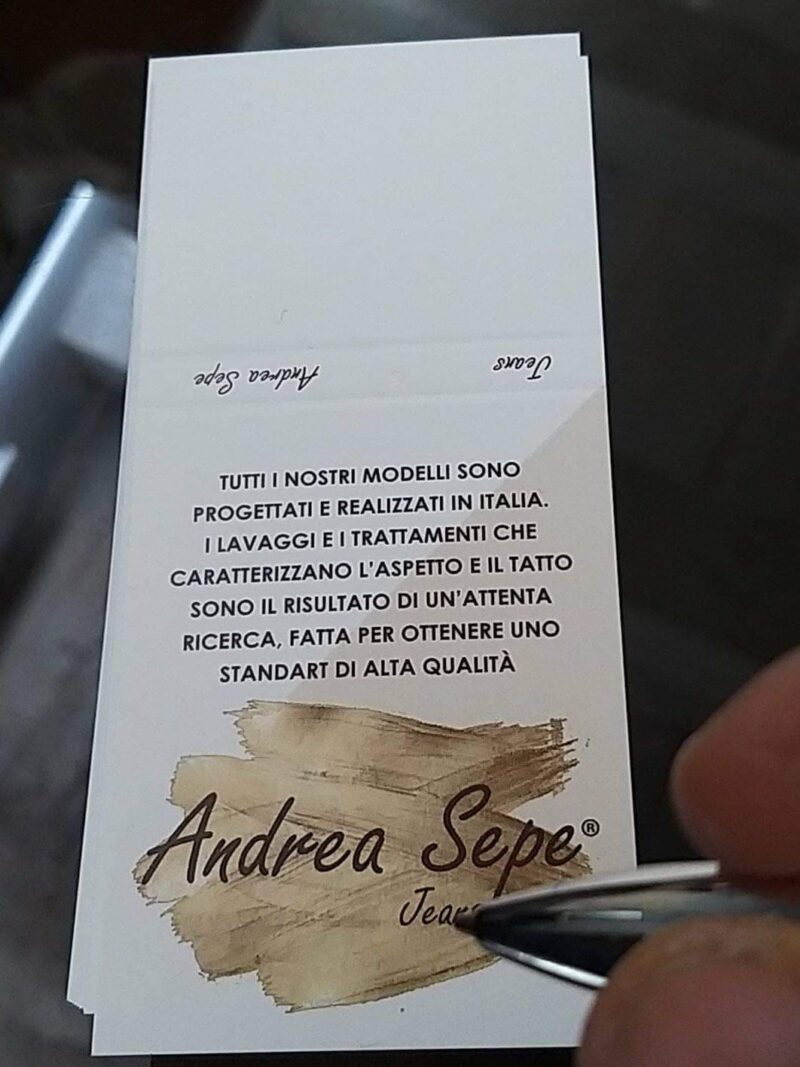 Andrea Sepe Jeans
TUTTI I NOSTRI MODELLI SONO
PROGETTATI E REALIZZATI IN ITALIA.
I LAVAGGI E I TRATTAMENTI CHE
CARATTERIZZANO L'ASPETTO E IL TATTO
SONO IL RISULTATO DI UN'ATTENTA
RICERCA, FATTA PER OTTENERE UNO
STANDART DI ALTA QUALITÀ
Andrea Sepe®
Jeans